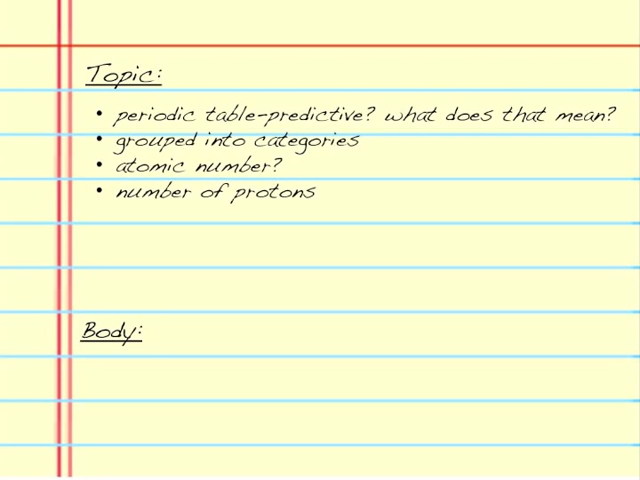 Topic:
• periodic table-predictive? what does that mean?
• grouped into categories
• atomic number?
• number of protons
Body: